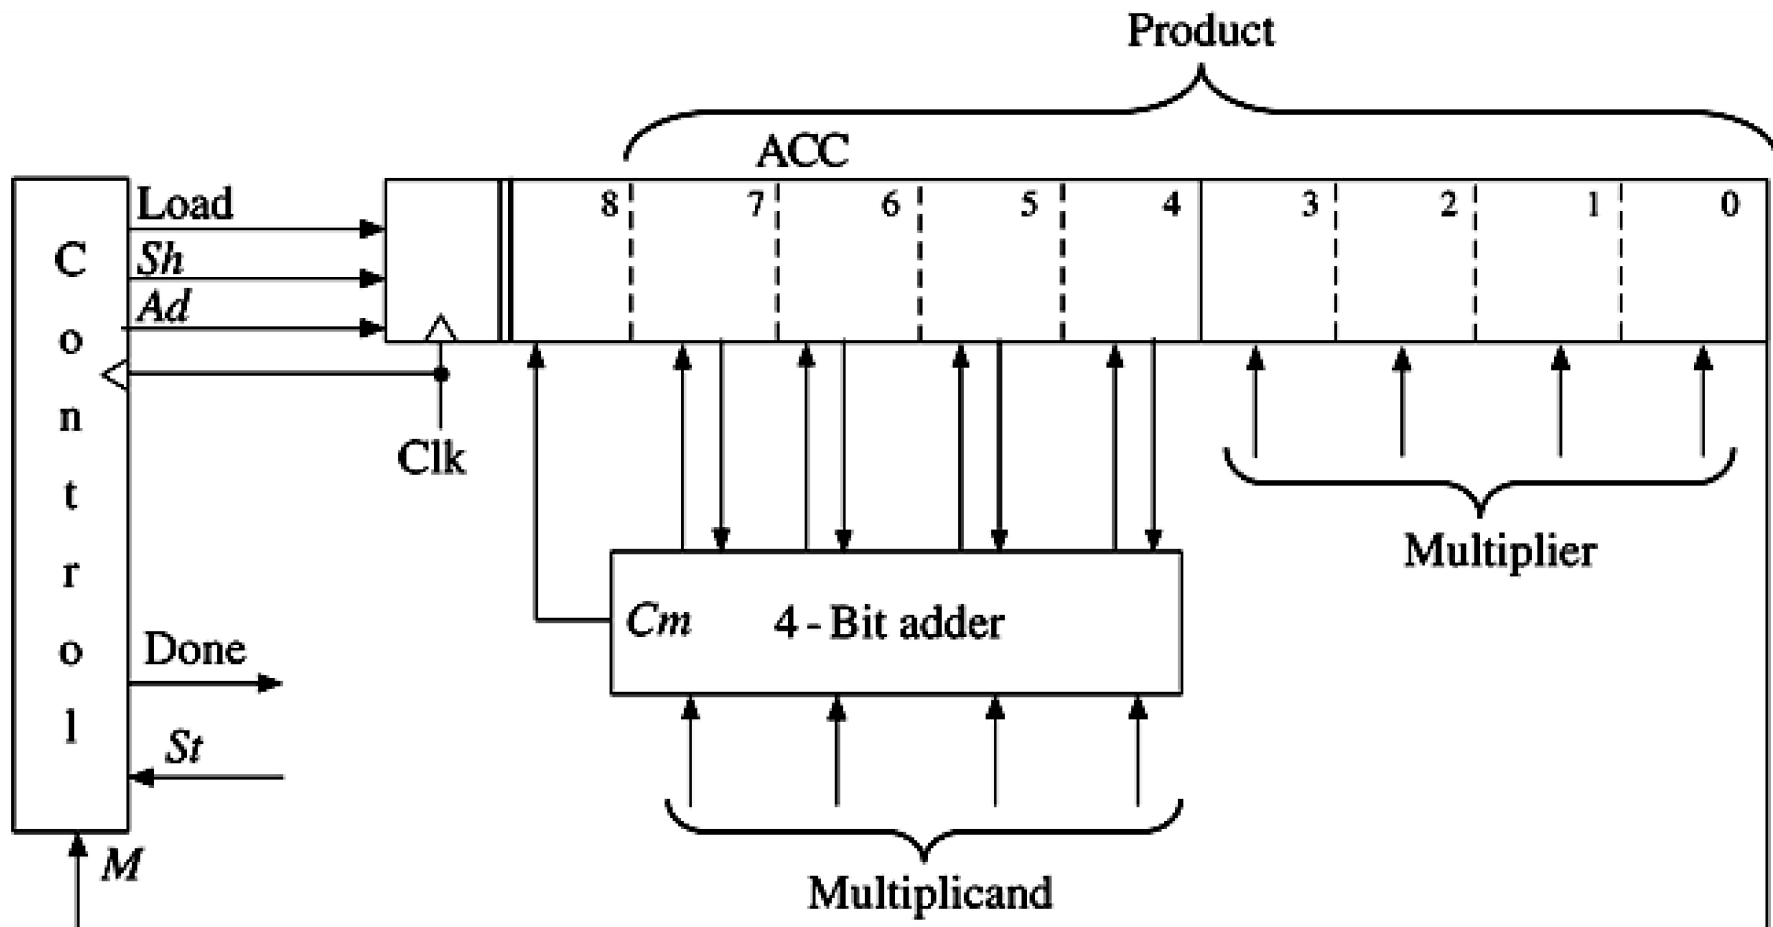 Product
ACC
8 7 6 5 4 3 2 1 0
Load
Sh
Ad
Control
Clk
Cm 4 - Bit adder
Multiplier
Done
St
M
Multiplicand